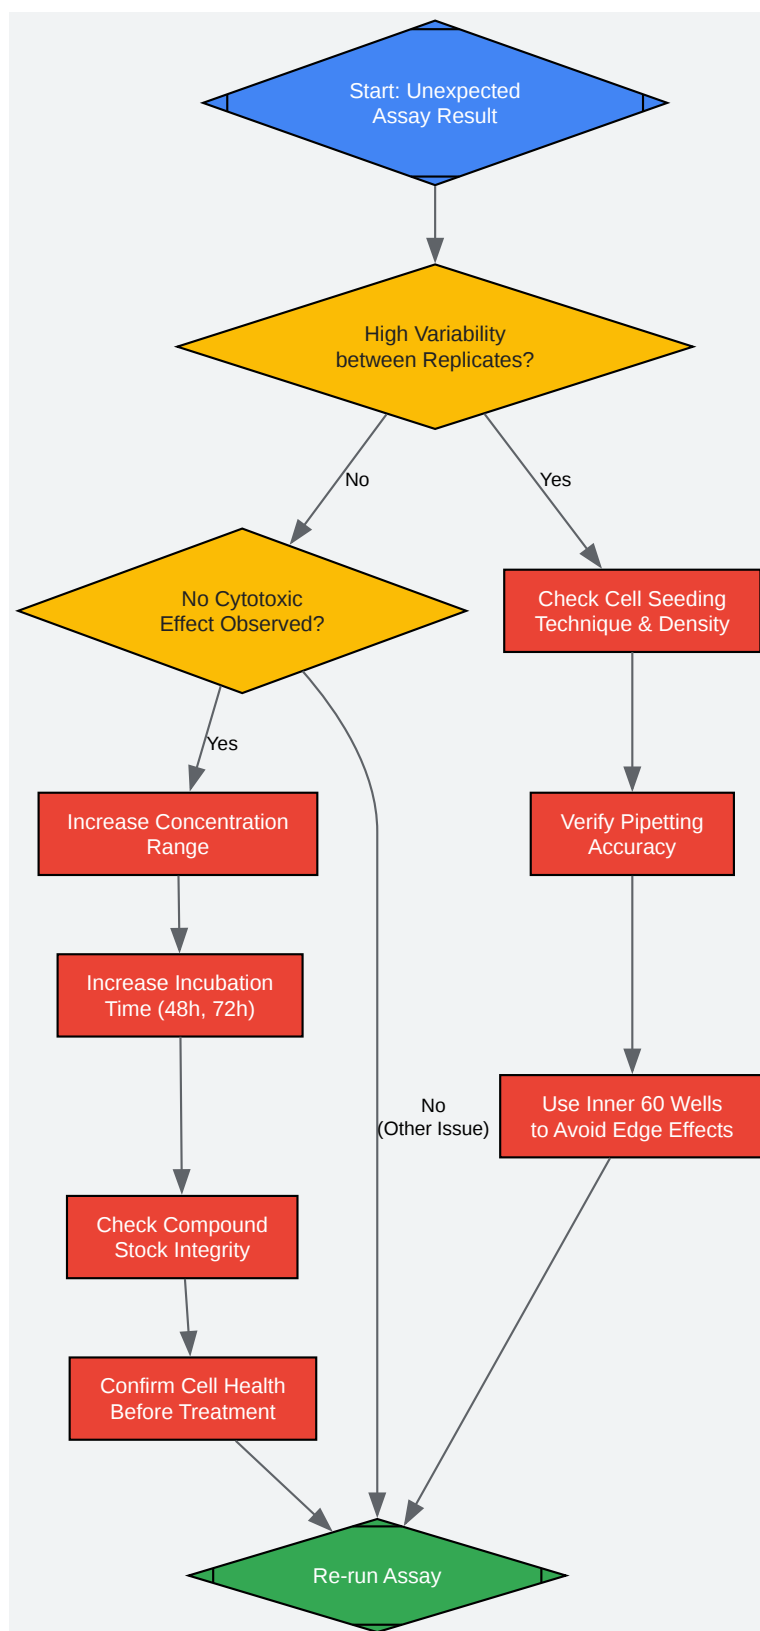 Start: Unexpected
Assay Result
High Variability
between Replicates?
No
Yes
No Cytotoxic
Effect Observed?
Check Cell Seeding
Technique & Density
Yes
Increase Concentration
Range
Verify Pipetting
Accuracy
Increase Incubation
Time (48h, 72h)
No
(Other Issue)
Use Inner 60 Wells
to Avoid Edge Effects
Check Compound
Stock Integrity
Confirm Cell Health
Before Treatment
Re-run Assay